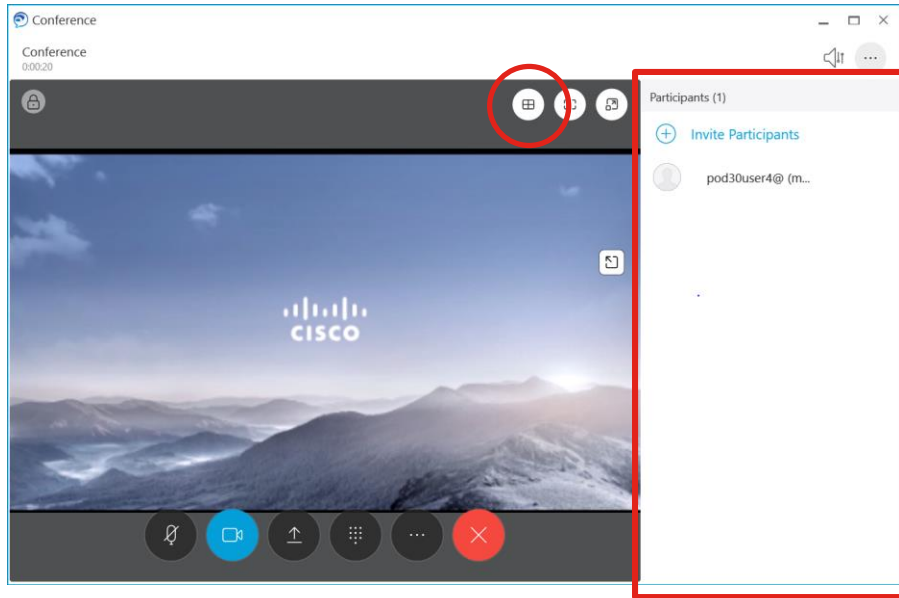 Conference
Conference
0:00:20
Participants (1)
Invite Participants
pod30user4@ (m...
CISCO